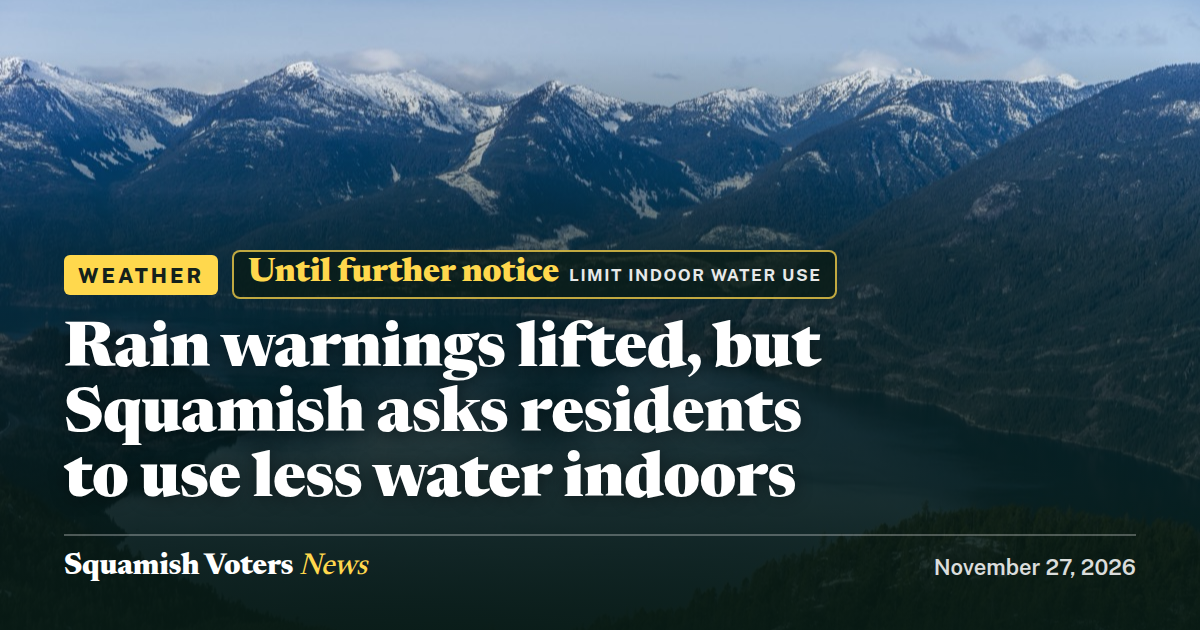 WEATHER
Until further notice LIMIT INDOOR WATER USE
Rain warnings lifted, but
Squamish asks residents
to use less water indoors
Squamish Voters News
November 27, 2026